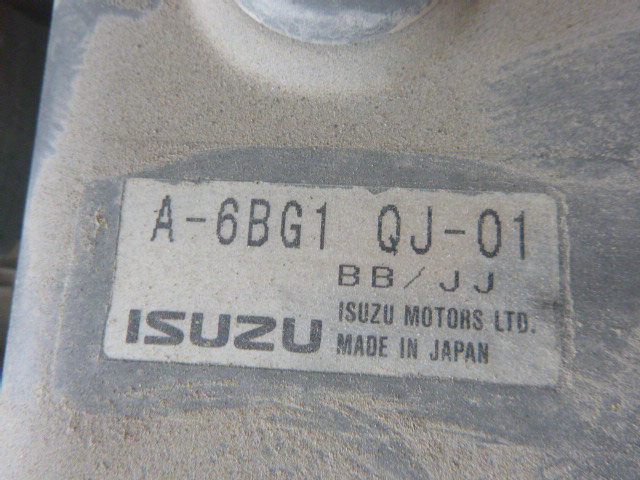 A-6BG1 QJ-01
BB/JJ
ISUZU
ISUZU MOTORS LTD.
MADE IN JAPAN